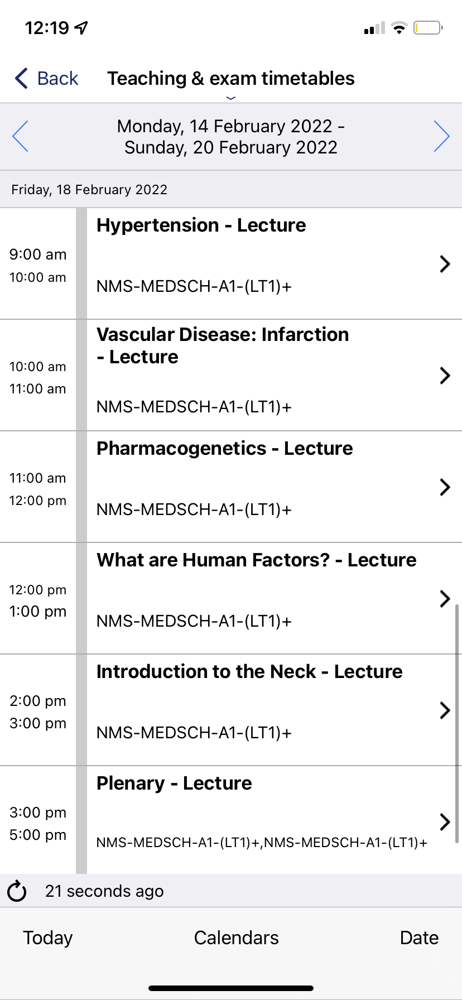 12:19
Back Teaching & exam timetables
Monday, 14 February 2022 -
Sunday, 20 February 2022
Friday, 18 February 2022
Hypertension - Lecture
9:00 am
10:00 am
NMS-MEDSCH-A1-(LT1)+
Vascular Disease: Infarction
- Lecture
10:00 am
11:00 am
NMS-MEDSCH-A1-(LT1)+
Pharmacogenetics - Lecture
11:00 am
12:00 pm
NMS-MEDSCH-A1-(LT1)+
What are Human Factors? - Lecture
12:00 pm
1:00 pm
NMS-MEDSCH-A1-(LT1)+
Introduction to the Neck - Lecture
2:00 pm
3:00 pm
NMS-MEDSCH-A1-(LT1)+
Plenary - Lecture
3:00 pm
5:00 pm
NMS-MEDSCH-A1-(LT1)+,NMS-MEDSCH-A1-(LT1)+
21 seconds ago
Today Calendars Date